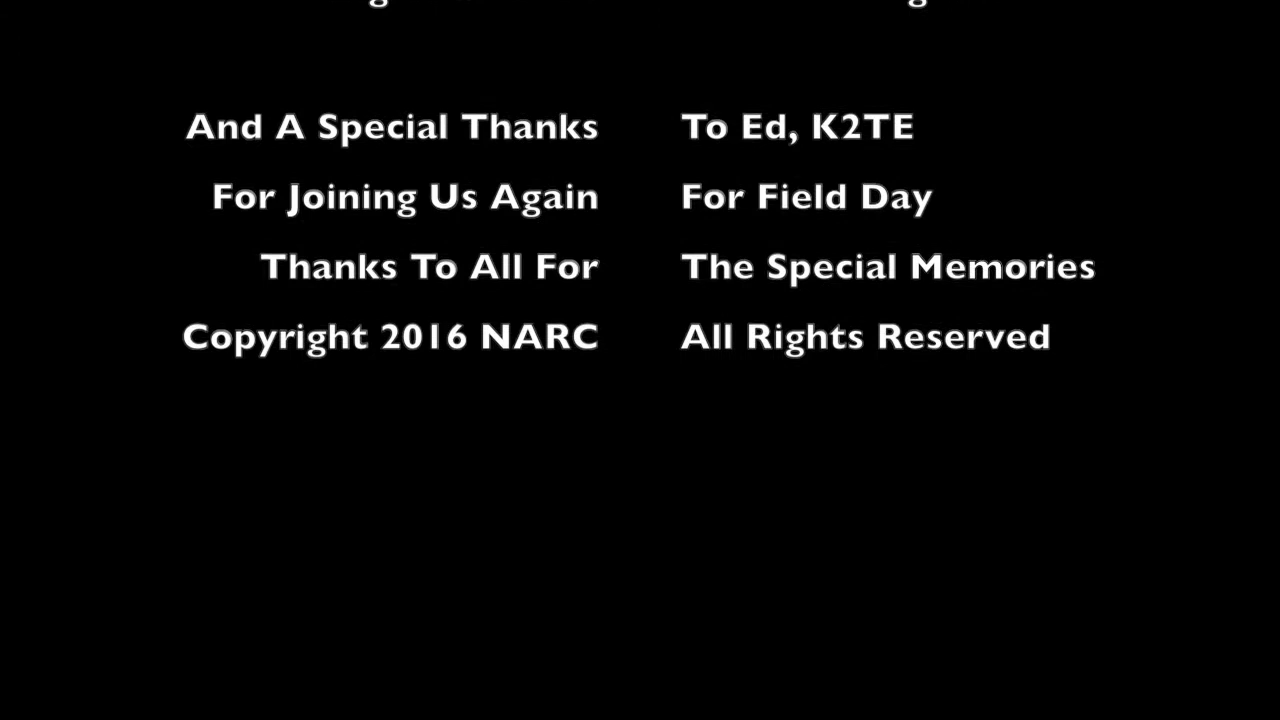 And A Special Thanks To Ed, K2TE
For Joining Us Again For Field Day
Thanks To All For The Special Memories
Copyright 2016 NARC All Rights Reserved